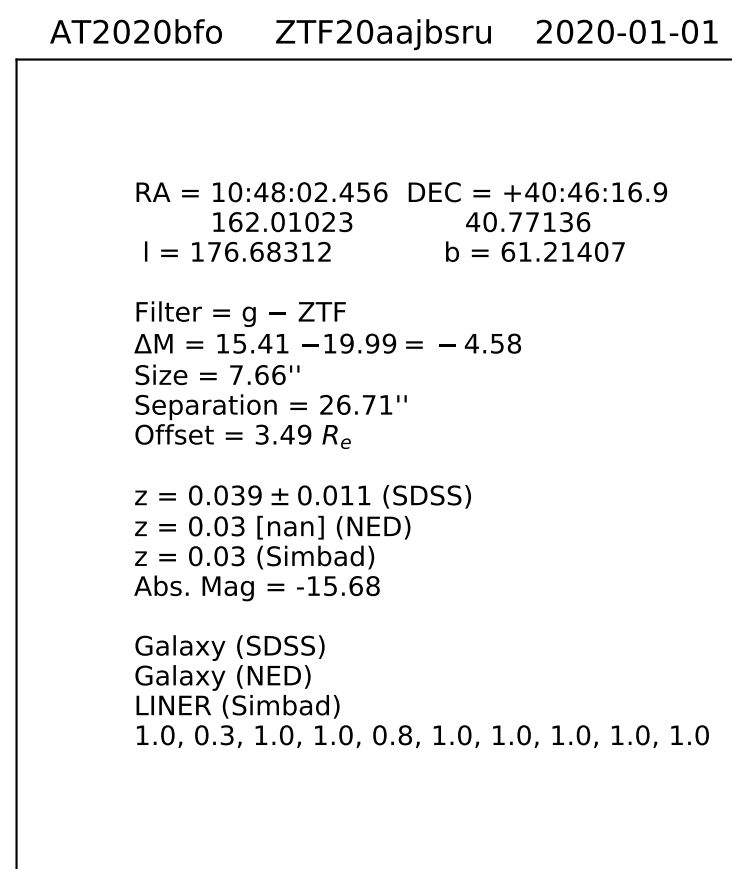 AT2020bfo ZTF20aajbsru 2020-01-01
RA = 10:48:02.456 DEC = +40:46:16.9
162.01023 40.77136
l = 176.68312 b = 61.21407
Filter = g − ZTF
ΔM = 15.41 −19.99 = − 4.58
Size = 7.66''
Separation = 26.71''
Offset = 3.49 Re
z = 0.039 ± 0.011 (SDSS)
z = 0.03 [nan] (NED)
z = 0.03 (Simbad)
Abs. Mag = -15.68
Galaxy (SDSS)
Galaxy (NED)
LINER (Simbad)
1.0, 0.3, 1.0, 1.0, 0.8, 1.0, 1.0, 1.0, 1.0, 1.0